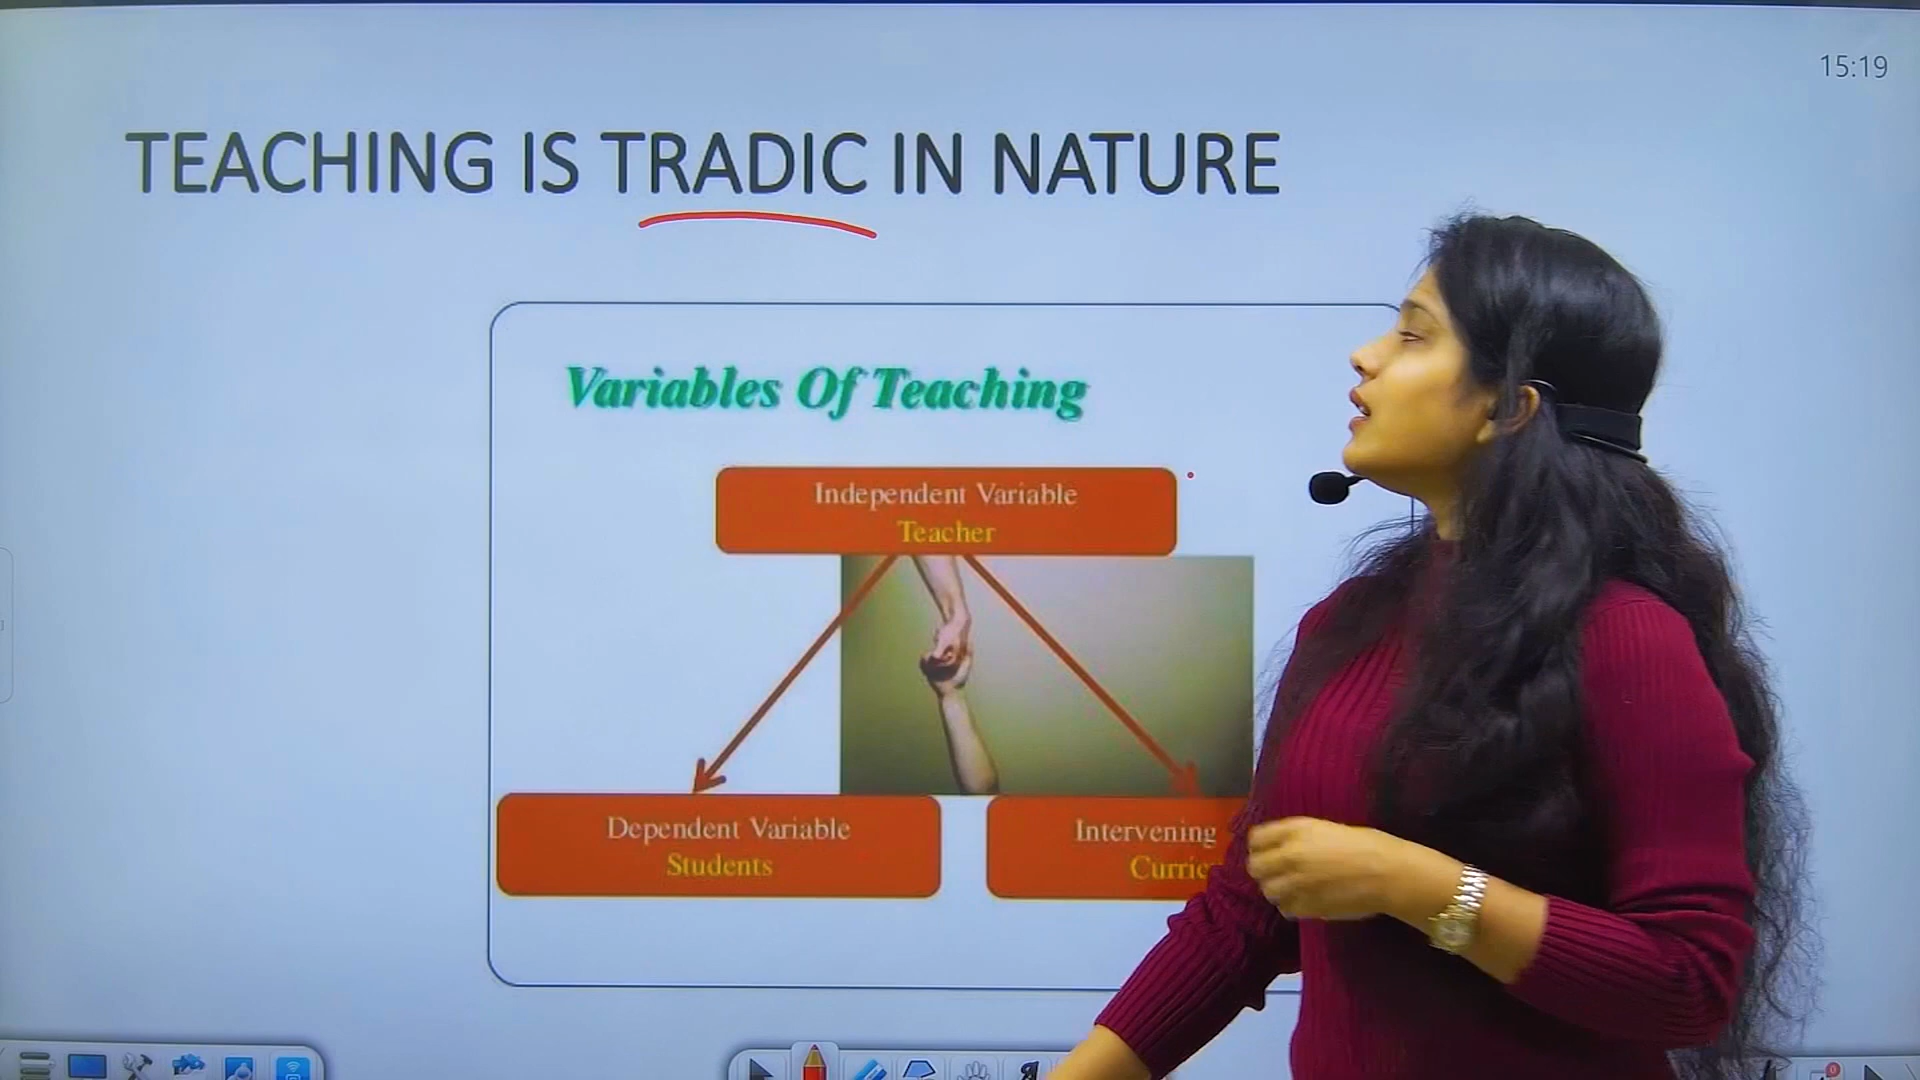 15:19
TEACHING IS TRADIC IN NATURE
Variables Of Teaching
Independent Variable
Teacher
Dependent Variable
Students
Intervening